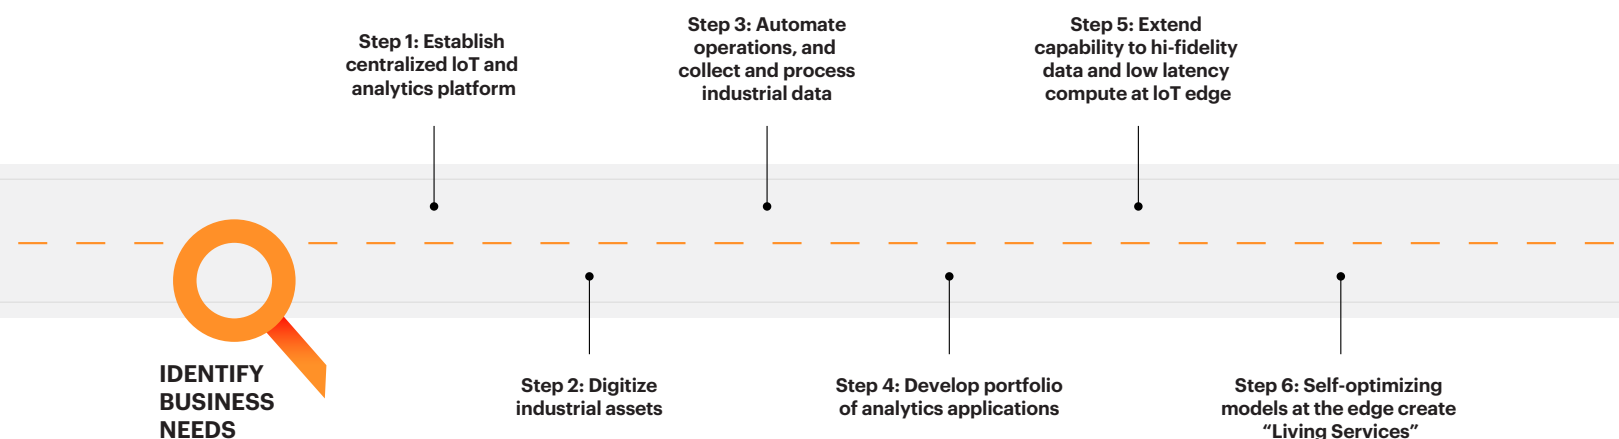 IDENTIFY
BUSINESS
NEEDS
Step 1: Establish
centralized IoT and
analytics platform
Step 2: Digitize
industrial assets
Step 3: Automate
operations, and
collect and process
industrial data
Step 4: Develop portfolio
of analytics applications
Step 5: Extend
capability to hi-fidelity
data and low latency
compute at IoT edge
Step 6: Self-optimizing
models at the edge create
“Living Services”